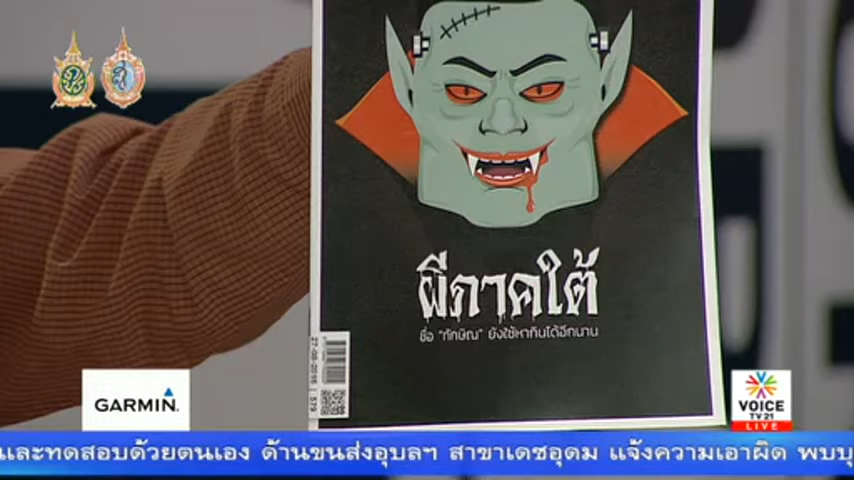 ผีภาคใต้
ชื่อ "ทักษิณ" ยังใช้หากินได้อีกนาน
GARMIN
VOICE
TV 21
LIVE
และทดสอบด้วยตนเอง ด้านขนส่งอุบลฯ สาขาเดชอุดม แจ้งความเอาผิด พบบุ